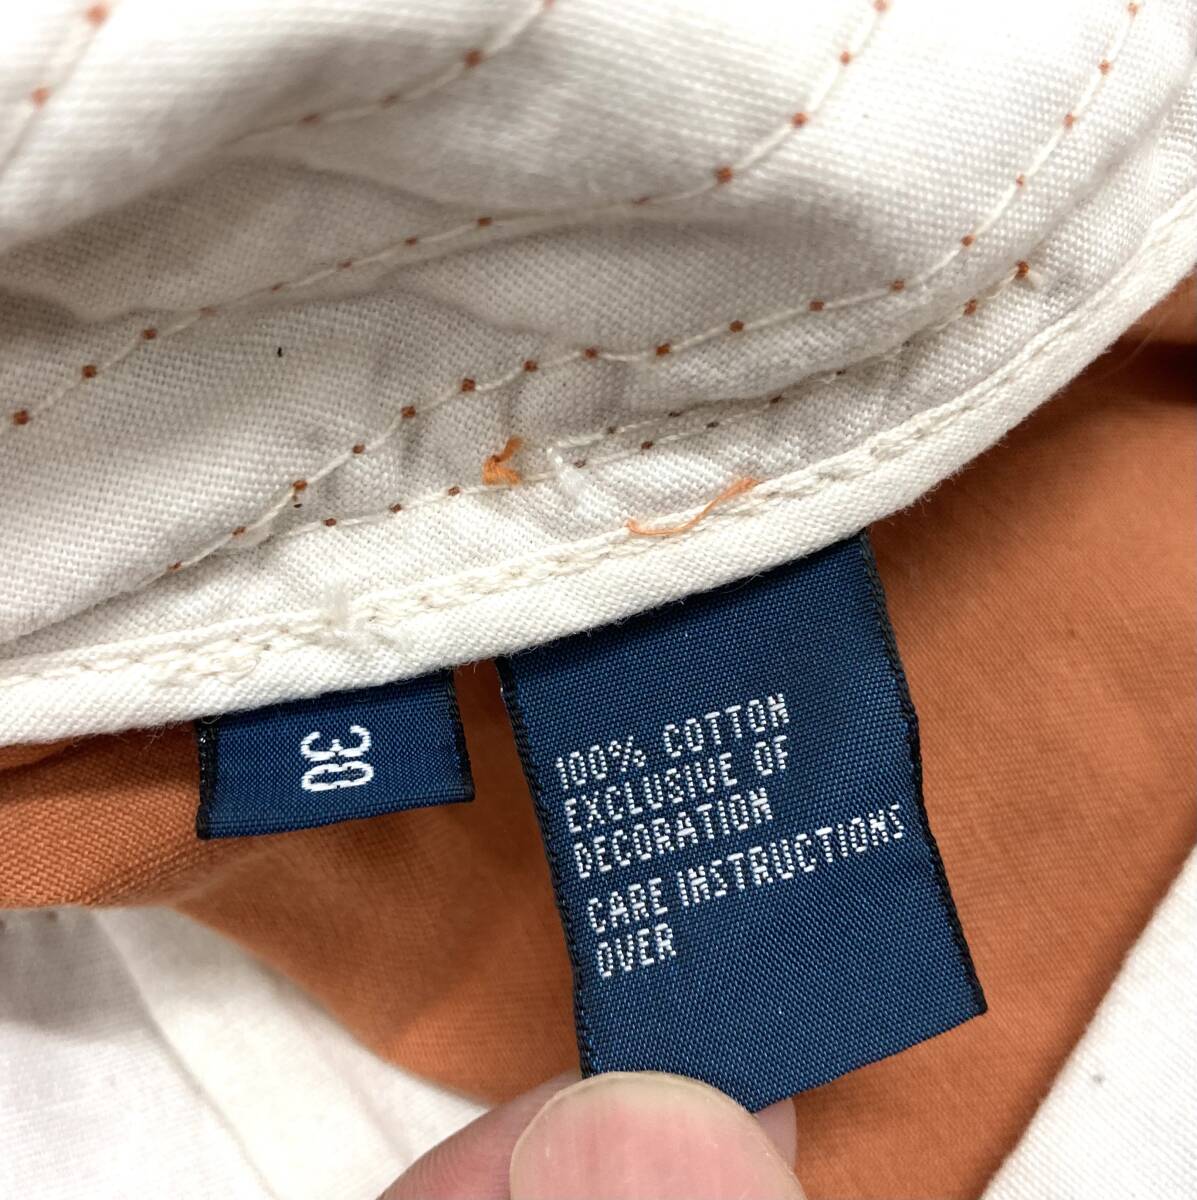 30
100% COTTON
EXCLUSIVE OF
DECORATION
CARE INSTRUCTIONS
OVER